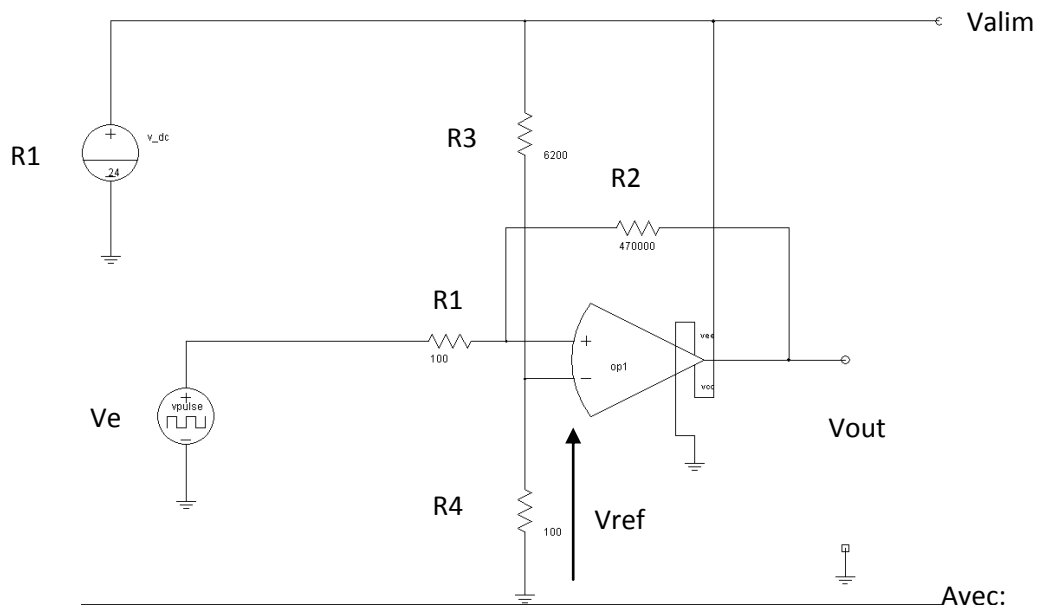 Valim
v_dc
R1
24
R3
6200
R2
470000
R1
100
vee
op1
vcc
vpulse
Ve
Vout
R4
100
Vref
Avec: